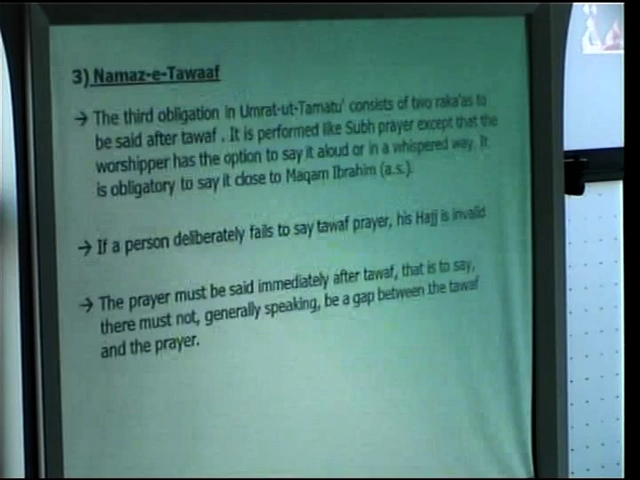 3) Namaz-e-Tawaaf
→ The third obligation in Umrat-ut-Tamatu' consists of two raka'as to
be said after tawaf . It is performed like Subh prayer except that the
worshipper has the option to say it aloud or in a whispered way. It
is obligatory to say it close to Maqam Ibrahim (a.s.).
→ If a person deliberately fails to say tawaf prayer, his Hajj is invalid
→ The prayer must be said immediately after tawaf, that is to say,
there must not, generally speaking, be a gap between the tawaf
and the prayer.